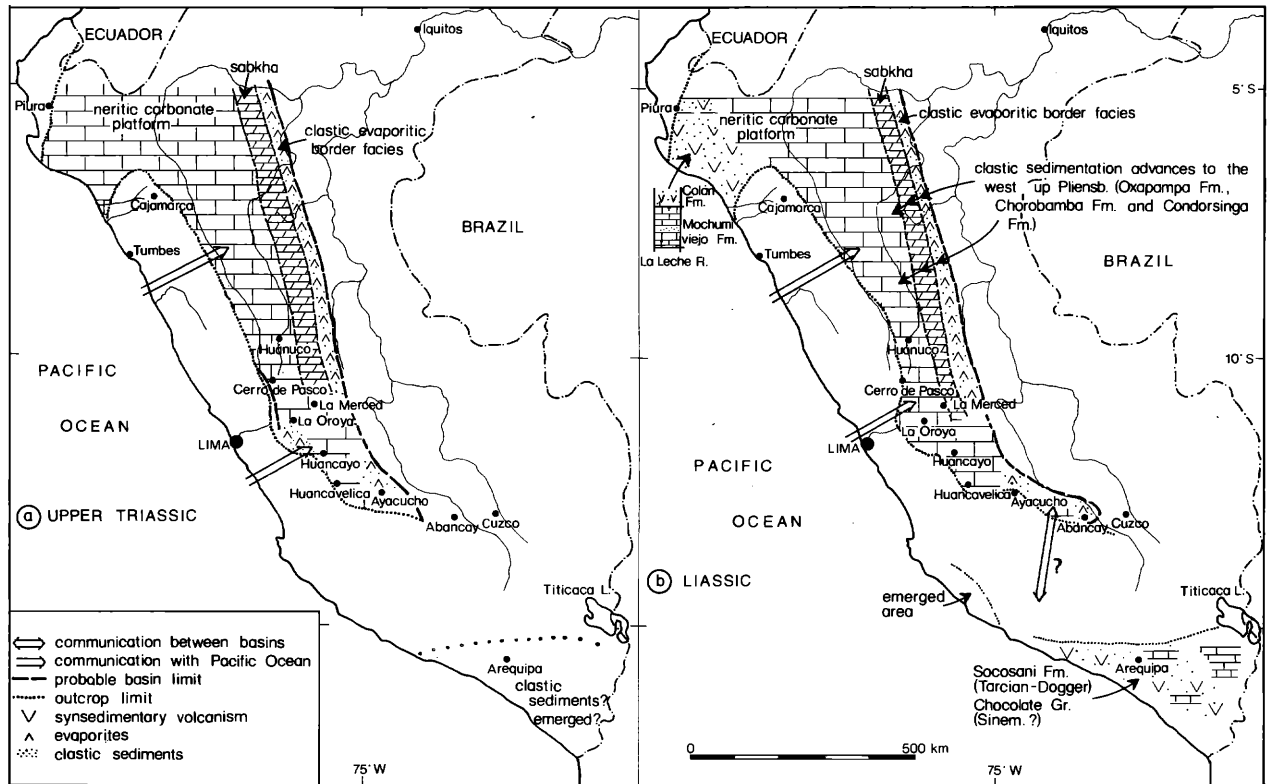 ECUADOR
Iquitos
sabkha
Piura
neritic carbonate
platform
clastic evaporitic
border facies
Cajamarca
BRAZIL
Tumbes
Huanuco
PACIFIC
Cerro de Pasco
La Merced
OCEAN
La Oroya
LIMA
Huancayo
Huancavelica
Ayacucho
a UPPER TRIASSIC
Abancay
Cuzco
Titicaca L.
communication between basins
communication with Pacific Ocean
probable basin limit
outcrop limit
synsedimentary volcanism
evaporites
clastic sediments
Arequipa
clastic
sediments?
emerged?
75° W
ECUADOR
Iquitos
sabkha
5° S
Piura
neritic carbonate
platform
clastic evaporitic border facies
clastic sedimentation advances to the
west up Pliensb. (Oxapampa Fm.,
Chorobamba Fm. and Condorsinga
Fm.)
Colán
Fm.
Mochumi
viejo Fm.
La Leche R.
Cajamarca
Tumbes
BRAZIL
Huanuco
10° S
Cerro de Pasco
La Merced
La Oroya
LIMA
Huancayo
PACIFIC
Huancavelica
Ayacucho
OCEAN
Abancay
Cuzco
?
b LIASSIC
emerged
area
Titicaca L.
Arequipa
Socosani Fm.
(Tarcian-Dogger)
Chocolate Gr.
(Sinem. ?)
0 500 km
75° W